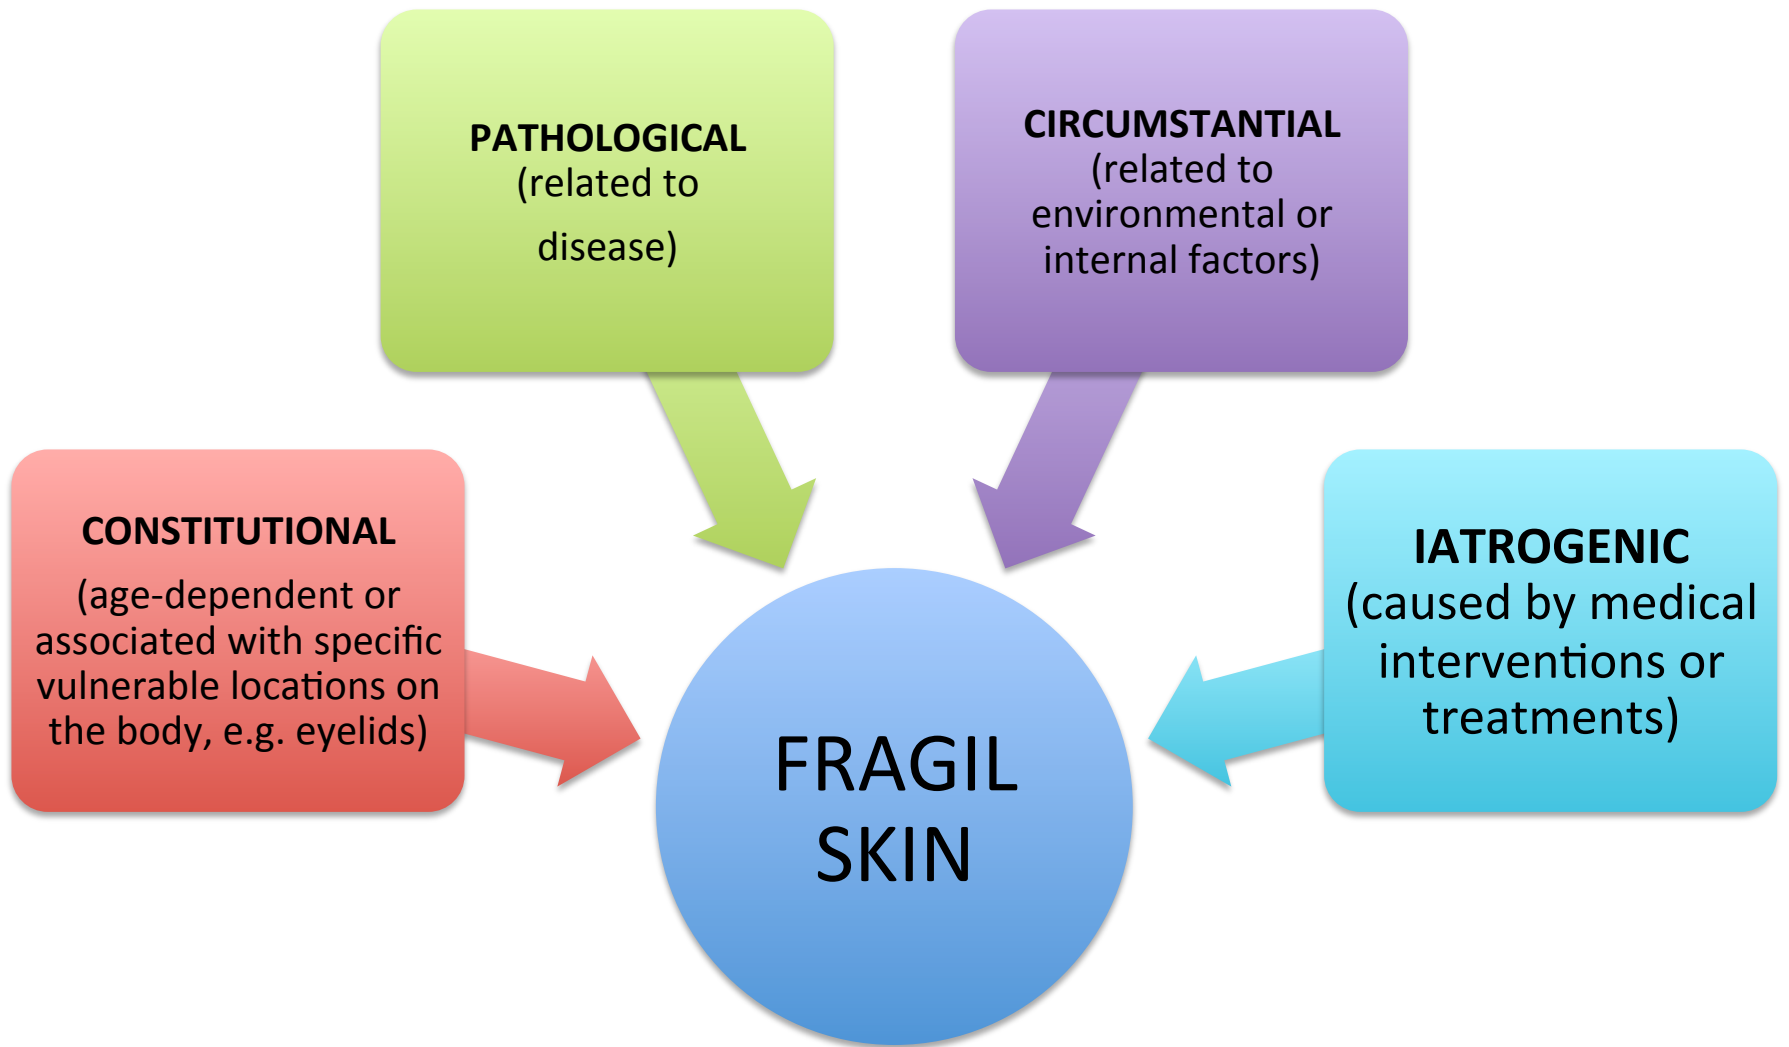 PATHOLOGICAL
(related to
disease)
CIRCUMSTANTIAL
(related to
environmental or
internal factors)
CONSTITUTIONAL
(age-dependent or
associated with specific
vulnerable locations on
the body, e.g. eyelids)
IATROGENIC
(caused by medical
interventions or
treatments)
FRAGIL
SKIN